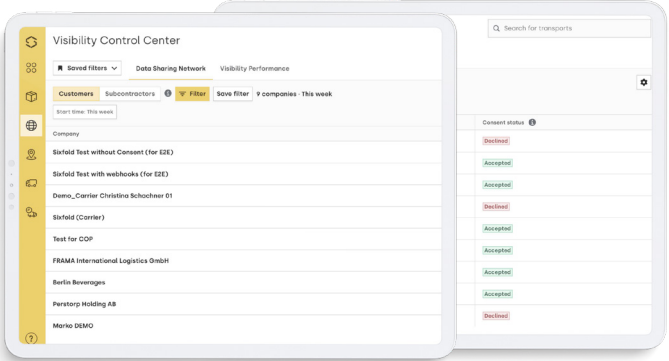 Visibility Control Center
Search for transports
Saved filters
Data Sharing Network
Visibility Performance
Customers
Subcontractors
Filter
Save filter
9 companies · This week
Start time: This week
Company
Consent status
Sixfold Test without Consent (for E2E)
Declined
Sixfold Test with webhooks (for E2E)
Accepted
Demo_Carrier Christina Schachner 01
Accepted
Sixfold (Carrier)
Declined
Test for COP
Accepted
FRAMA International Logistics GmbH
Accepted
Berlin Beverages
Accepted
Perstorp Holding AB
Accepted
Marko DEMO
Declined